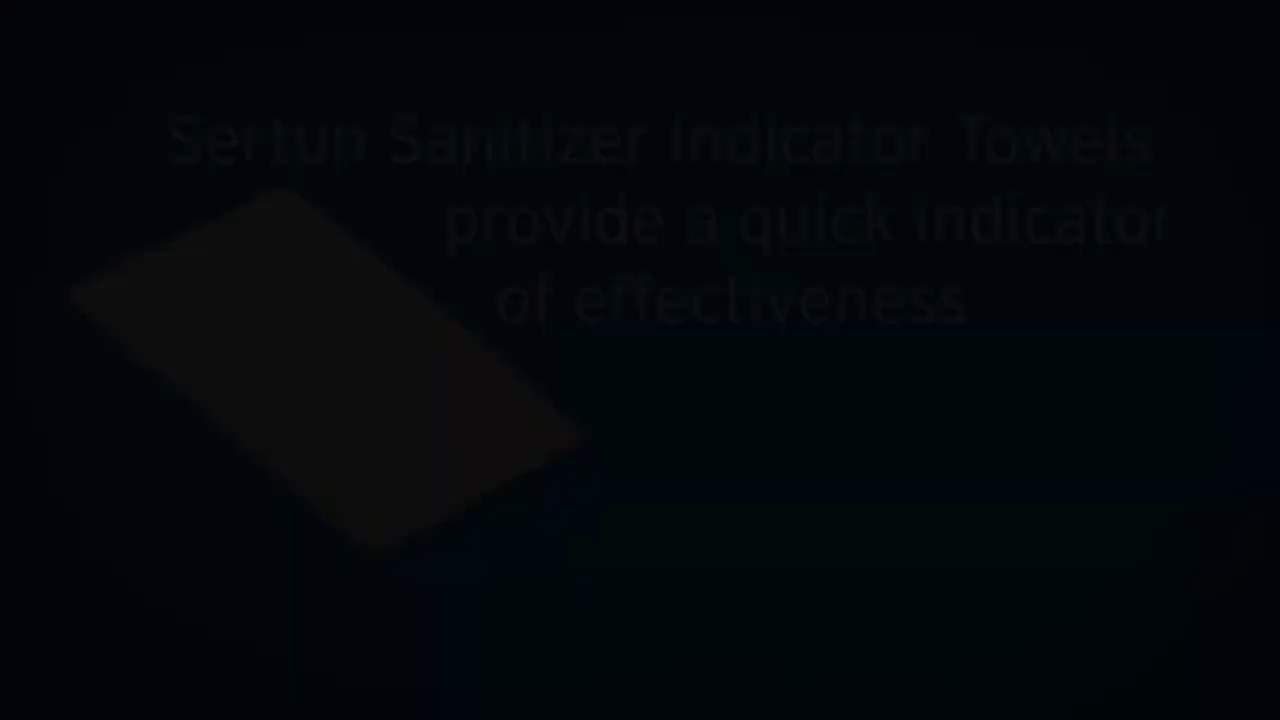 Sertun Sanitizer Indicator Towels
provide a quick indicator
of effectiveness